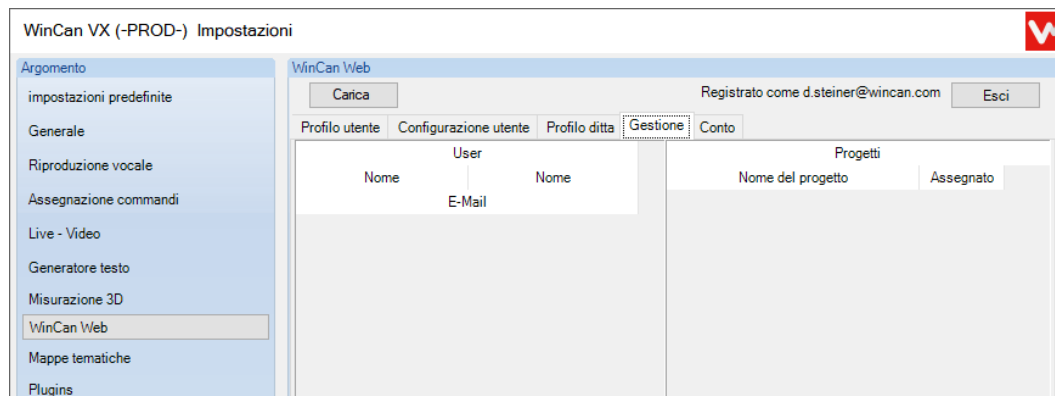 WinCan VX (-PROD-) Impostazioni
Argomento
impostazioni predefinite
Generale
Riproduzione vocale
Assegnazione commandi
Live - Video
Generatore testo
Misurazione 3D
WinCan Web
Mappe tematiche
Plugins
WinCan Web
Carica
Registrato come d.steiner@wincan.com
Esci
Profilo utente
Configurazione utente
Profilo ditta
Gestione
Conto
User
Nome
Nome
E-Mail
Progetti
Nome del progetto
Assegnato